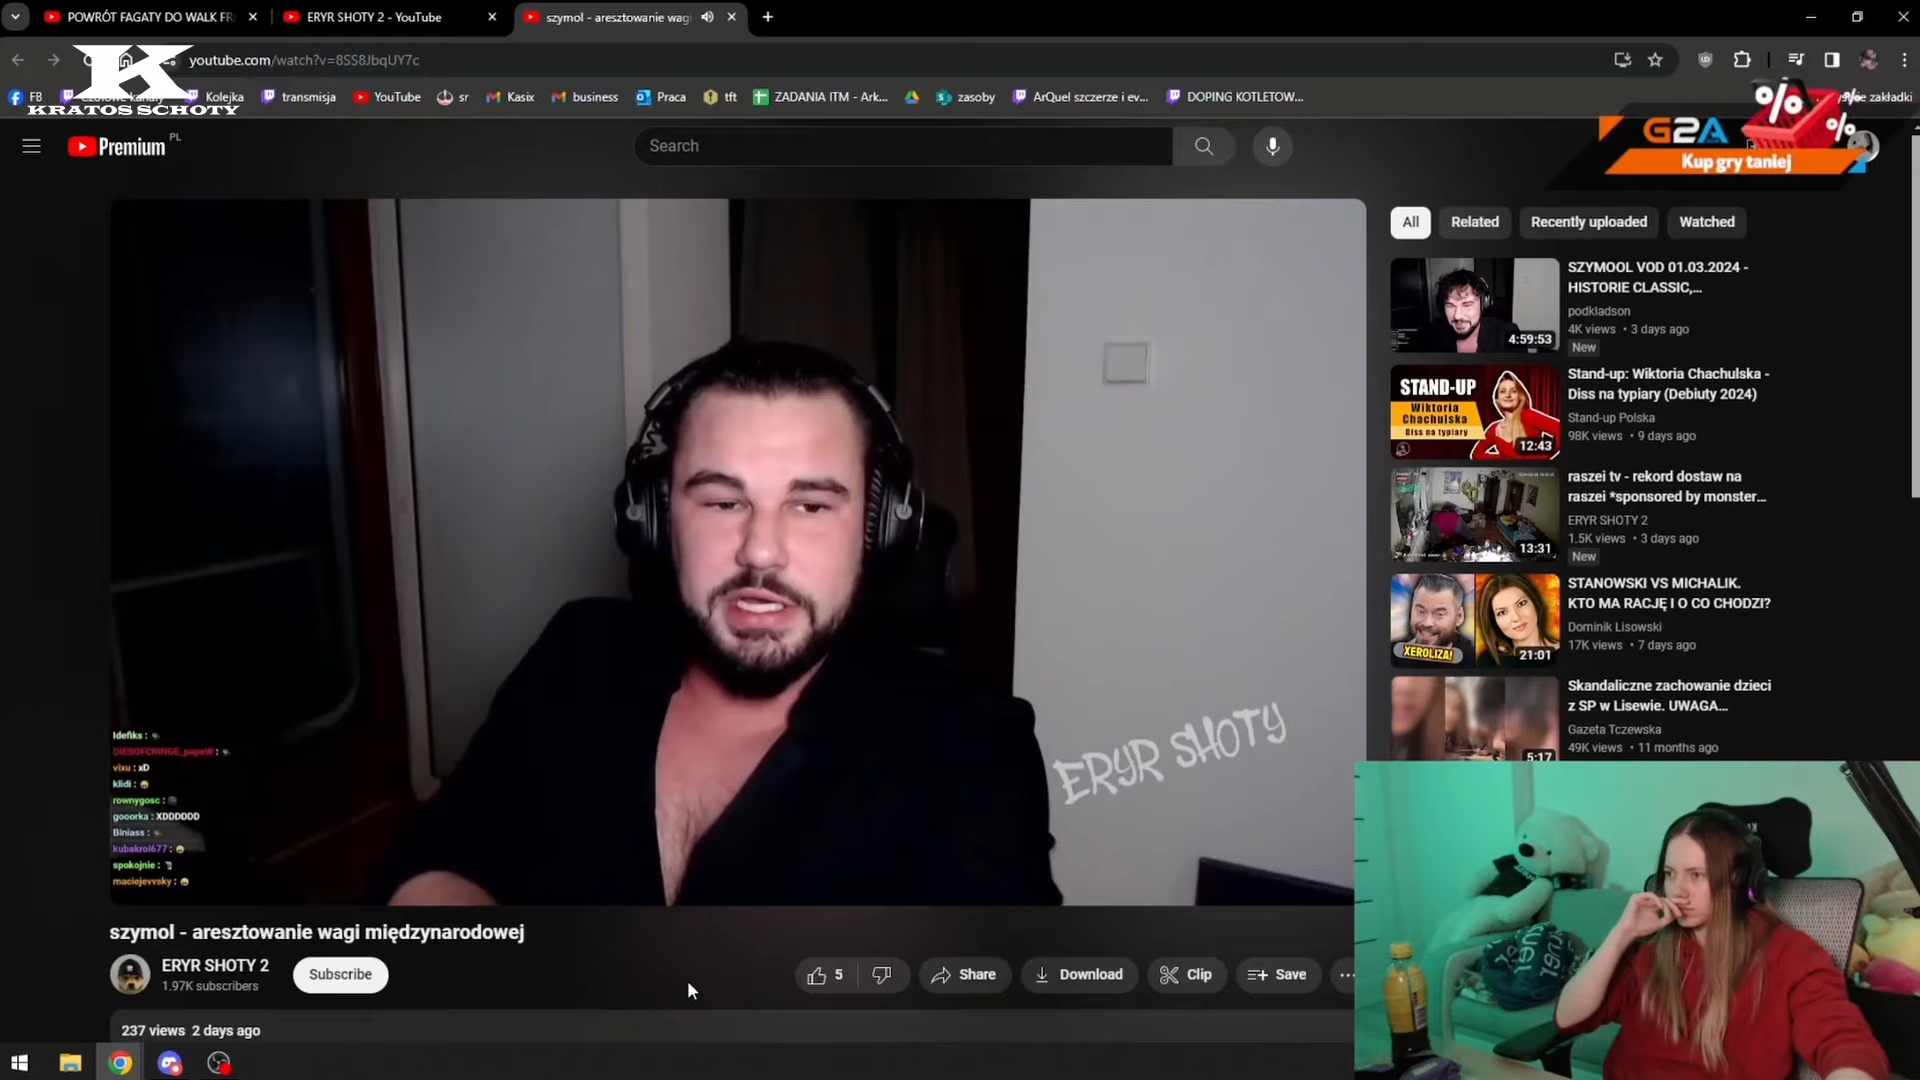 POWRÓT FAGATY DO WALK FR
ERYR SHOTY 2 - YouTube
szymol - aresztowanie wagi
K
KRATOS SCHOTY
youtube.com/watch?v=8SS8JbqUY7c
FB
Kolejka
transmisja
YouTube
sr
Kasix
business
Praca
tft
ZADANIA ITM - Ark...
zasoby
ArQuel szczerze i ev...
DOPING KOTLETOW...
zakładki
Premium PL
Search
G2A
Kup gry taniej
% % %
All
Related
Recently uploaded
Watched
SZYMOOL VOD 01.03.2024 -
HISTORIE CLASSIC,...
podkladson
4K views • 3 days ago
New
4:59:53
STAND-UP
Wiktoria
Chachulska
Diss na typiary
12:43
Stand-up: Wiktoria Chachulska -
Diss na typiary (Debiuty 2024)
Stand-up Polska
98K views • 9 days ago
13:31
raszei tv - rekord dostaw na
raszei *sponsored by monster...
ERYR SHOTY 2
1.5K views • 3 days ago
New
XEROLIZA!
21:01
STANOWSKI VS MICHALIK.
KTO MA RACJĘ I O CO CHODZI?
Dominik Lisowski
17K views • 7 days ago
5:17
Skandaliczne zachowanie dzieci
z SP w Lisewie. UWAGA...
Gazeta Tczewska
49K views • 11 months ago
Idefiks :
DIESOFCRINGE_papaW :
vixu : xD
klidi :
rownygosc :
gooorka : XDDDDDD
Biniass :
kubakrol677 :
spokojnie :
maciejevvsky :
ERYR SHOTY
szymol - aresztowanie wagi międzynarodowej
ERYR SHOTY 2
1.97K subscribers
Subscribe
5
Share
Download
Clip
Save
237 views 2 days ago